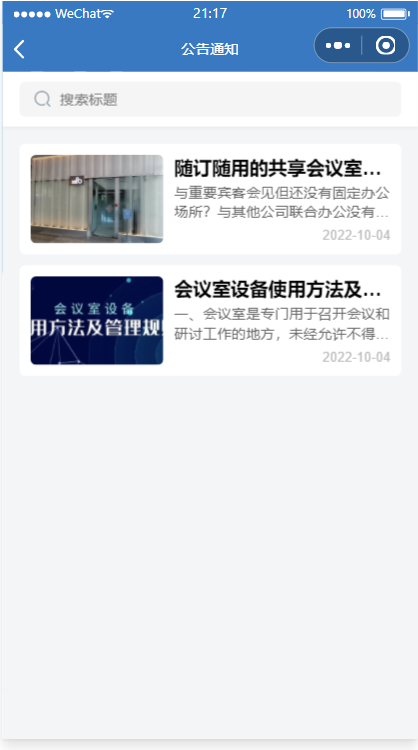 WeChat
21:17
100%
公告通知
搜索标题
随订随用的共享会议室...
与重要宾客会见但还没有固定办公
场所？与其他公司联合办公没有...
2022-10-04
会议室设备
用方法及管理规
会议室设备使用方法及...
一、会议室是专门用于召开会议和
研讨工作的地方，未经允许不得...
2022-10-04